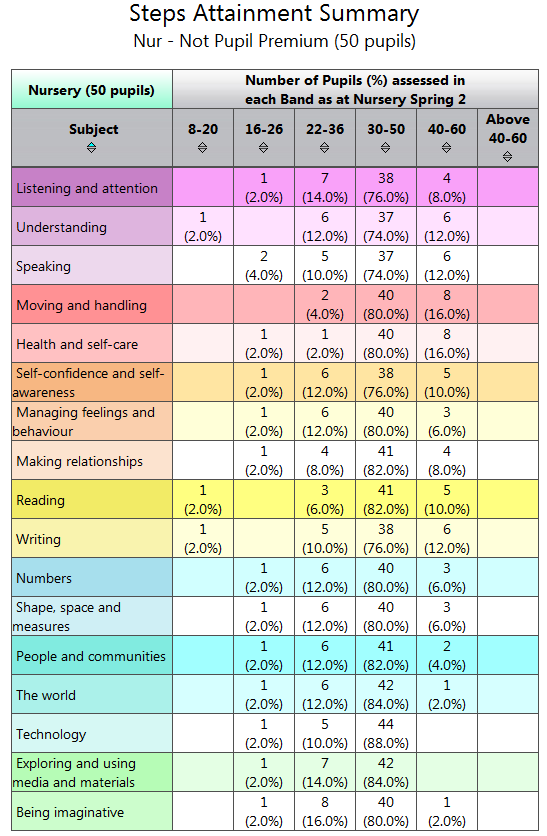 Steps Attainment Summary
Nur - Not Pupil Premium (50 pupils)
Nursery (50 pupils) Number of Pupils (%) assessed in
each Band as at Nursery Spring 2
Subject 8-20 16-26 22-36 30-50 40-60 Above
40-60
Listening and attention 1 7 38 4
(2.0%) (14.0%) (76.0%) (8.0%)
Understanding 1 6 37 6
(2.0%) (12.0%) (74.0%) (12.0%)
Speaking 2 5 37 6
(4.0%) (10.0%) (74.0%) (12.0%)
Moving and handling 2 40 8
(4.0%) (80.0%) (16.0%)
Health and self-care 1 1 40 8
(2.0%) (2.0%) (80.0%) (16.0%)
Self-confidence and self- 1 6 38 5
awareness (2.0%) (12.0%) (76.0%) (10.0%)
Managing feelings and 1 6 40 3
behaviour (2.0%) (12.0%) (80.0%) (6.0%)
Making relationships 1 4 41 4
(2.0%) (8.0%) (82.0%) (8.0%)
Reading 1 3 41 5
(2.0%) (6.0%) (82.0%) (10.0%)
Writing 1 5 38 6
(2.0%) (10.0%) (76.0%) (12.0%)
Numbers 1 6 40 3
(2.0%) (12.0%) (80.0%) (6.0%)
Shape, space and 1 6 40 3
measures (2.0%) (12.0%) (80.0%) (6.0%)
People and communities 1 6 41 2
(2.0%) (12.0%) (82.0%) (4.0%)
The world 1 6 42 1
(2.0%) (12.0%) (84.0%) (2.0%)
Technology 1 5 44
(2.0%) (10.0%) (88.0%)
Exploring and using 1 7 42
media and materials (2.0%) (14.0%) (84.0%)
Being imaginative 1 8 40 1
(2.0%) (16.0%) (80.0%) (2.0%)